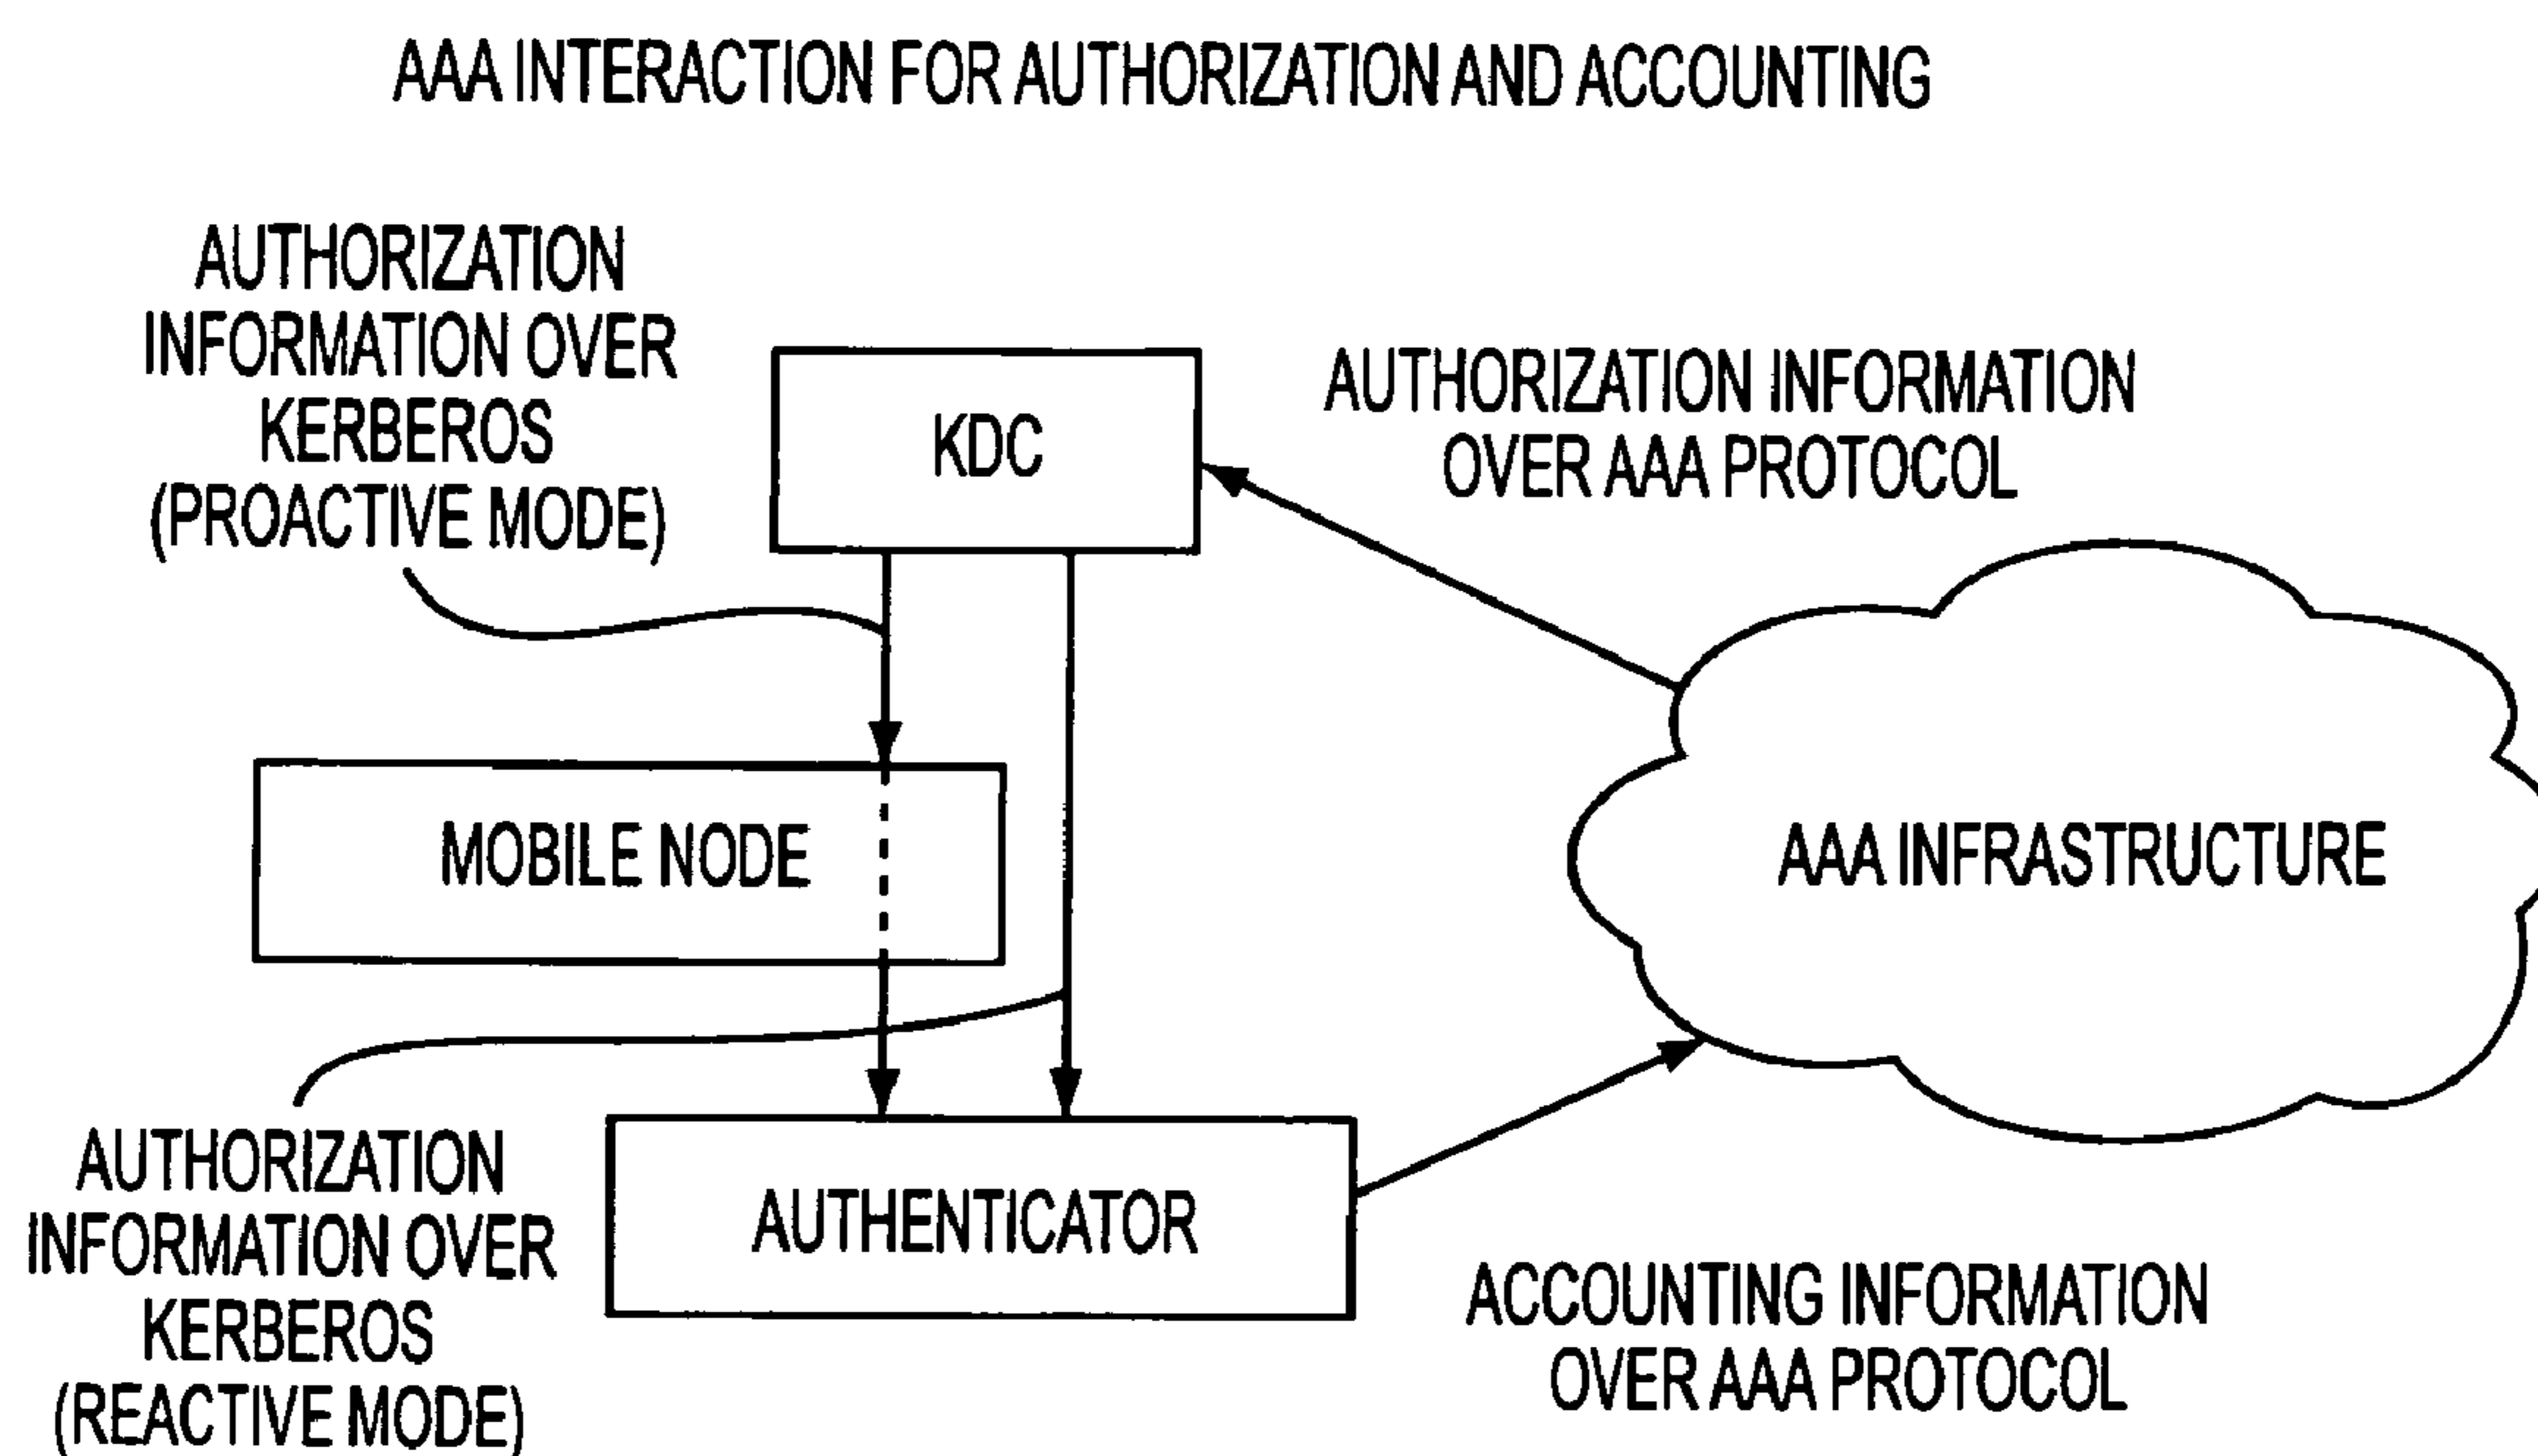 AAA INTERACTION FOR AUTHORIZATION AND ACCOUNTING
AUTHORIZATION
INFORMATION OVER
KERBEROS
(PROACTIVE MODE)
KDC
AUTHORIZATION INFORMATION
OVER AAA PROTOCOL
MOBILE NODE
AAA INFRASTRUCTURE
AUTHORIZATION
INFORMATION OVER
KERBEROS
(REACTIVE MODE)
AUTHENTICATOR
ACCOUNTING INFORMATION
OVER AAA PROTOCOL